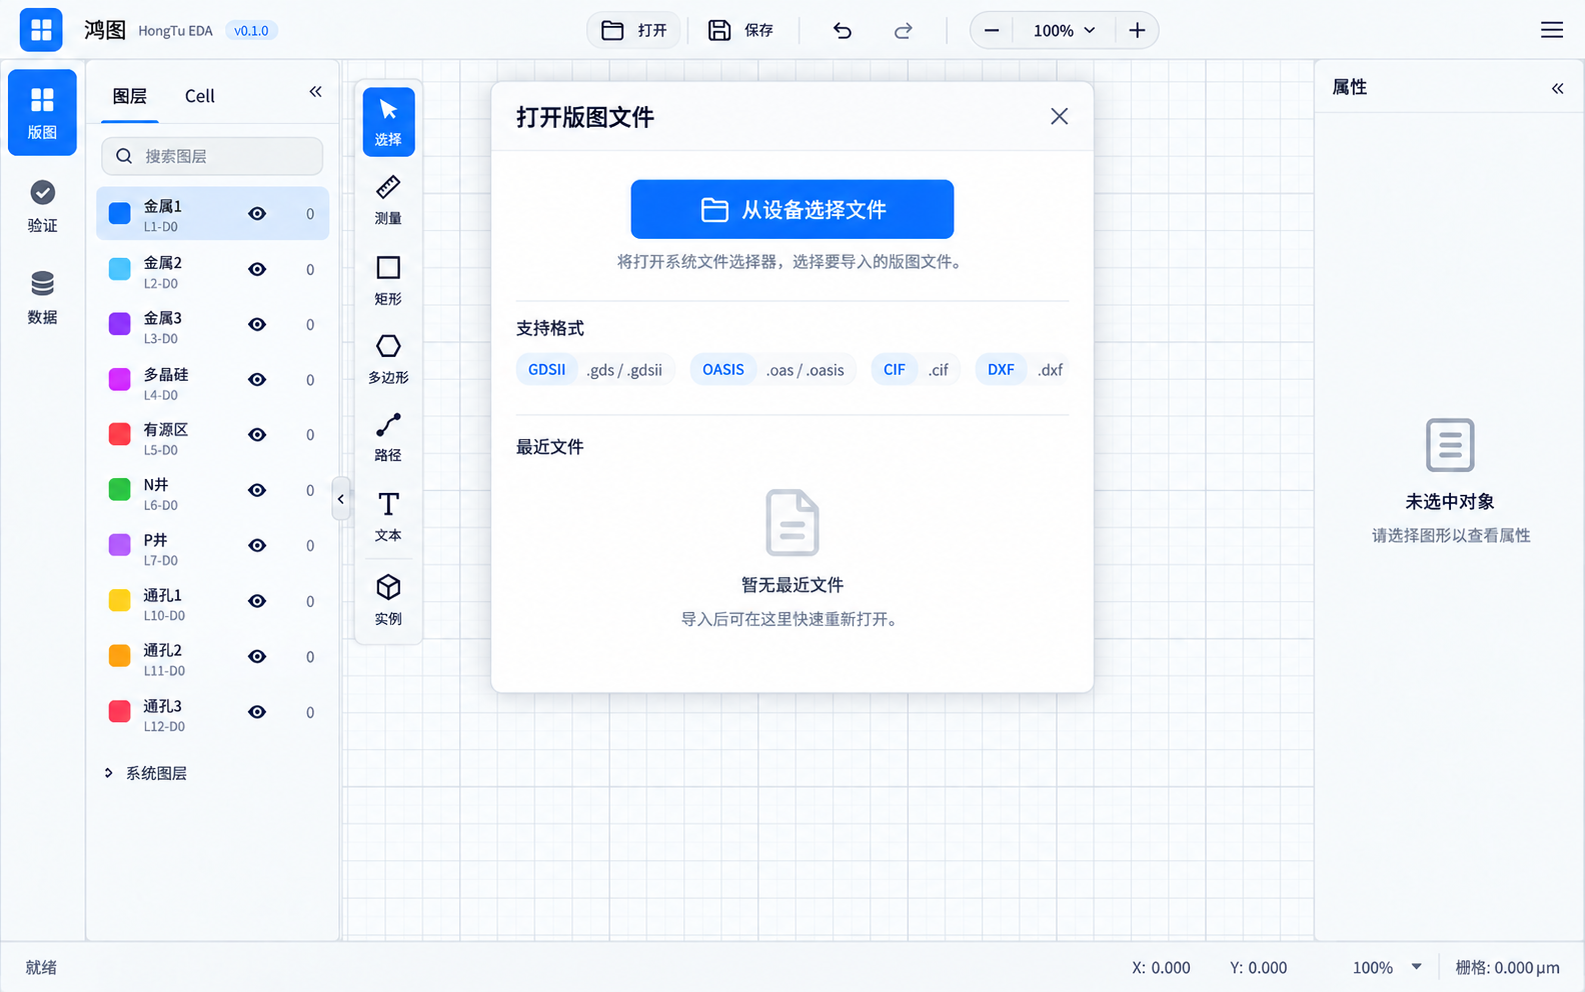 鸿图 HongTu EDA v0.1.0
打开
保存
100%
版图
验证
数据
图层 Cell
搜索图层
金属1 0
L1-D0
金属2 0
L2-D0
金属3 0
L3-D0
多晶硅 0
L4-D0
有源区 0
L5-D0
N井 0
L6-D0
P井 0
L7-D0
通孔1 0
L10-D0
通孔2 0
L11-D0
通孔3 0
L12-D0
系统图层
选择
测量
矩形
多边形
路径
文本
实例
打开版图文件
从设备选择文件
将打开系统文件选择器，选择要导入的版图文件。
支持格式
GDSII .gds / .gdsii OASIS .oas / .oasis CIF .cif DXF .dxf
最近文件
暂无最近文件
导入后可在这里快速重新打开。
属性
未选中对象
请选择图形以查看属性
就绪 X: 0.000 Y: 0.000 100% 栅格: 0.000 μm